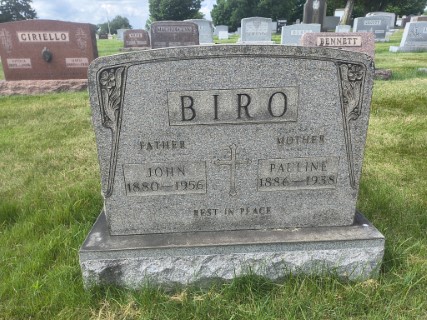 CIRIELLO
BENNETT
BIRO
FATHER
MOTHER
JOHN
PAULINE
1880–1956
1886–1938
REST IN PEACE